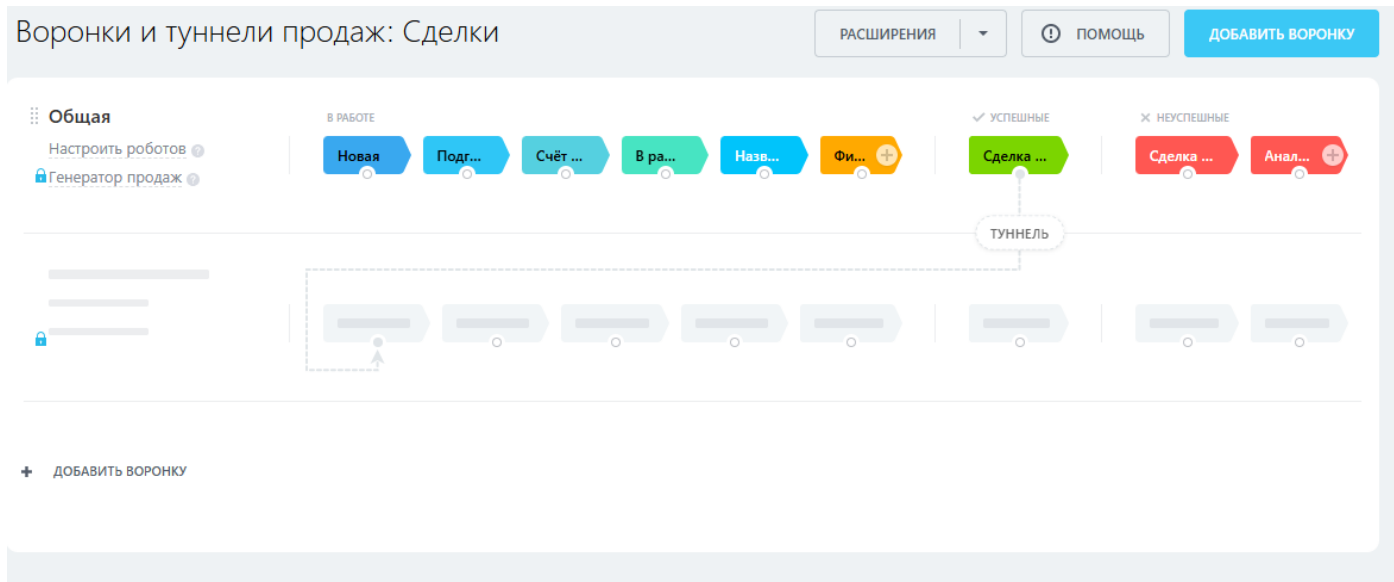 Воронки и туннели продаж: Сделки
РАСШИРЕНИЯ
ПОМОЩЬ
ДОБАВИТЬ ВОРОНКУ
Общая
Настроить роботов ?
Генератор продаж ?
В РАБОТЕ
УСПЕШНЫЕ
НЕУСПЕШНЫЕ
Новая
Подг...
Счёт ...
В ра...
Назв...
Фи...
Сделка ...
Сделка ...
Анал...
ТУННЕЛЬ
ДОБАВИТЬ ВОРОНКУ